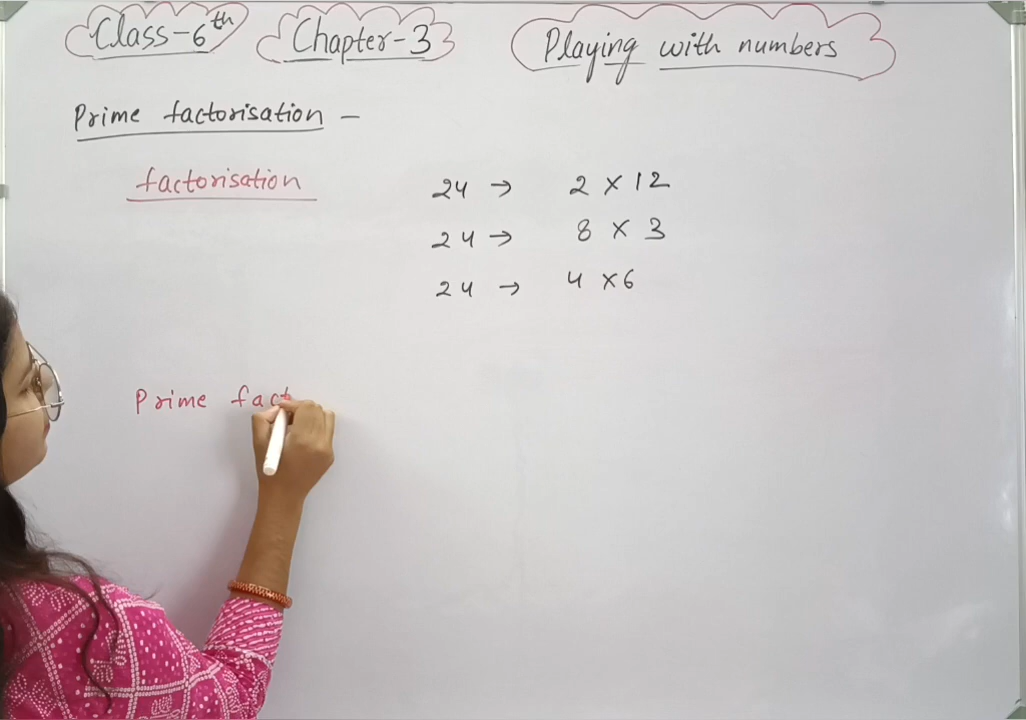 Class-6th Chapter-3 Playing with numbers
Prime factorisation -
factorisation 24 → 2 × 12
24 → 8 × 3
24 → 4 × 6
Prime fact